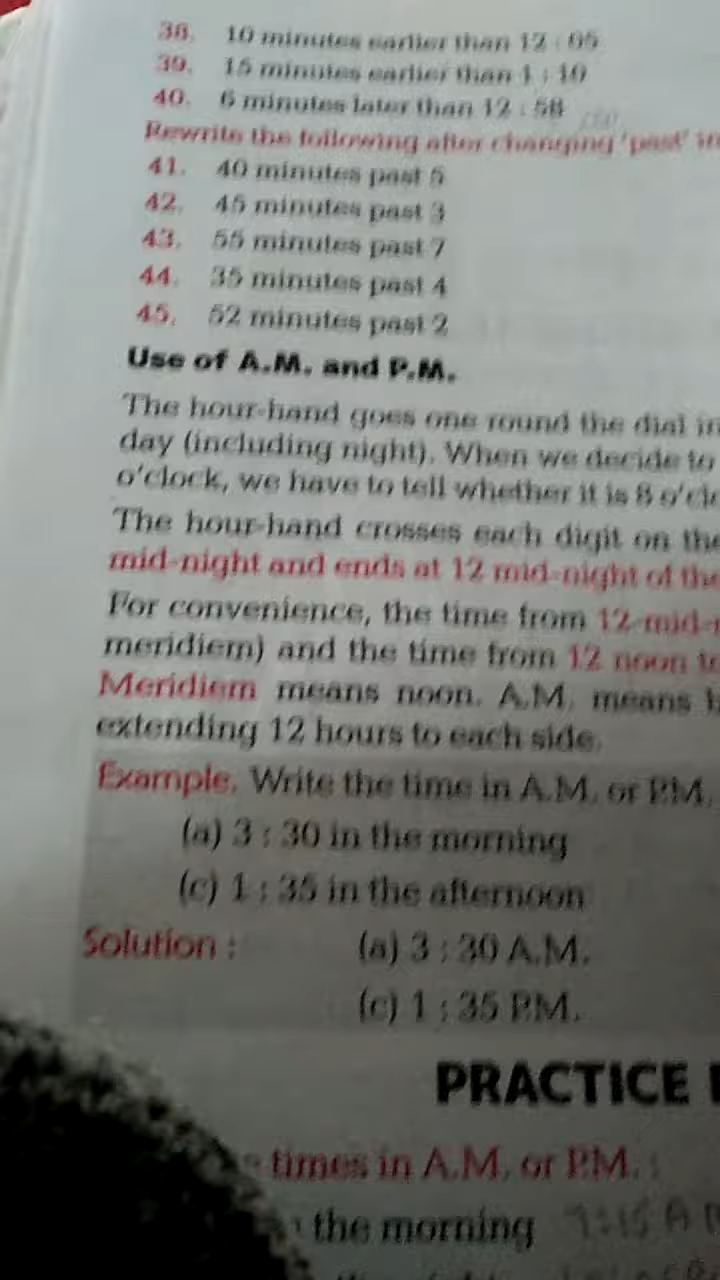 38. 10 minutes earlier than 12 : 05
39. 15 minutes earlier than 1 : 10
40. 6 minutes later than 12 : 58
Rewrite the following after changing 'past'
41. 40 minutes past 5
42. 45 minutes past 3
43. 55 minutes past 7
44. 35 minutes past 4
45. 52 minutes past 2
Use of A.M. and P.M.
The hour-hand goes one round the dial in
day (including night). When we decide to
o'clock, we have to tell whether it is 8
The hour-hand crosses each digit on
mid-night and ends at 12 mid-night of
For convenience, the time from 12
meridiem) and the time from 12 noon
Meridiem means noon. A.M. means
extending 12 hours to each side.
Example. Write the time in A.M. or P.M.
(a) 3 : 30 in the morning
(c) 1 : 35 in the afternoon
Solution : (a) 3 : 30 A.M.
(c) 1 : 35 P.M.
PRACTICE
times in A.M. or P.M. :
the morning